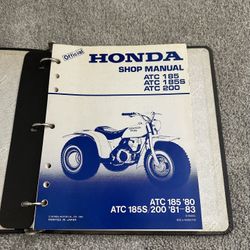 Official
HONDA
SHOP MANUAL
ATC 185
ATC 185S
ATC 200
ATC 185 '80
ATC 185S/200 '81-83